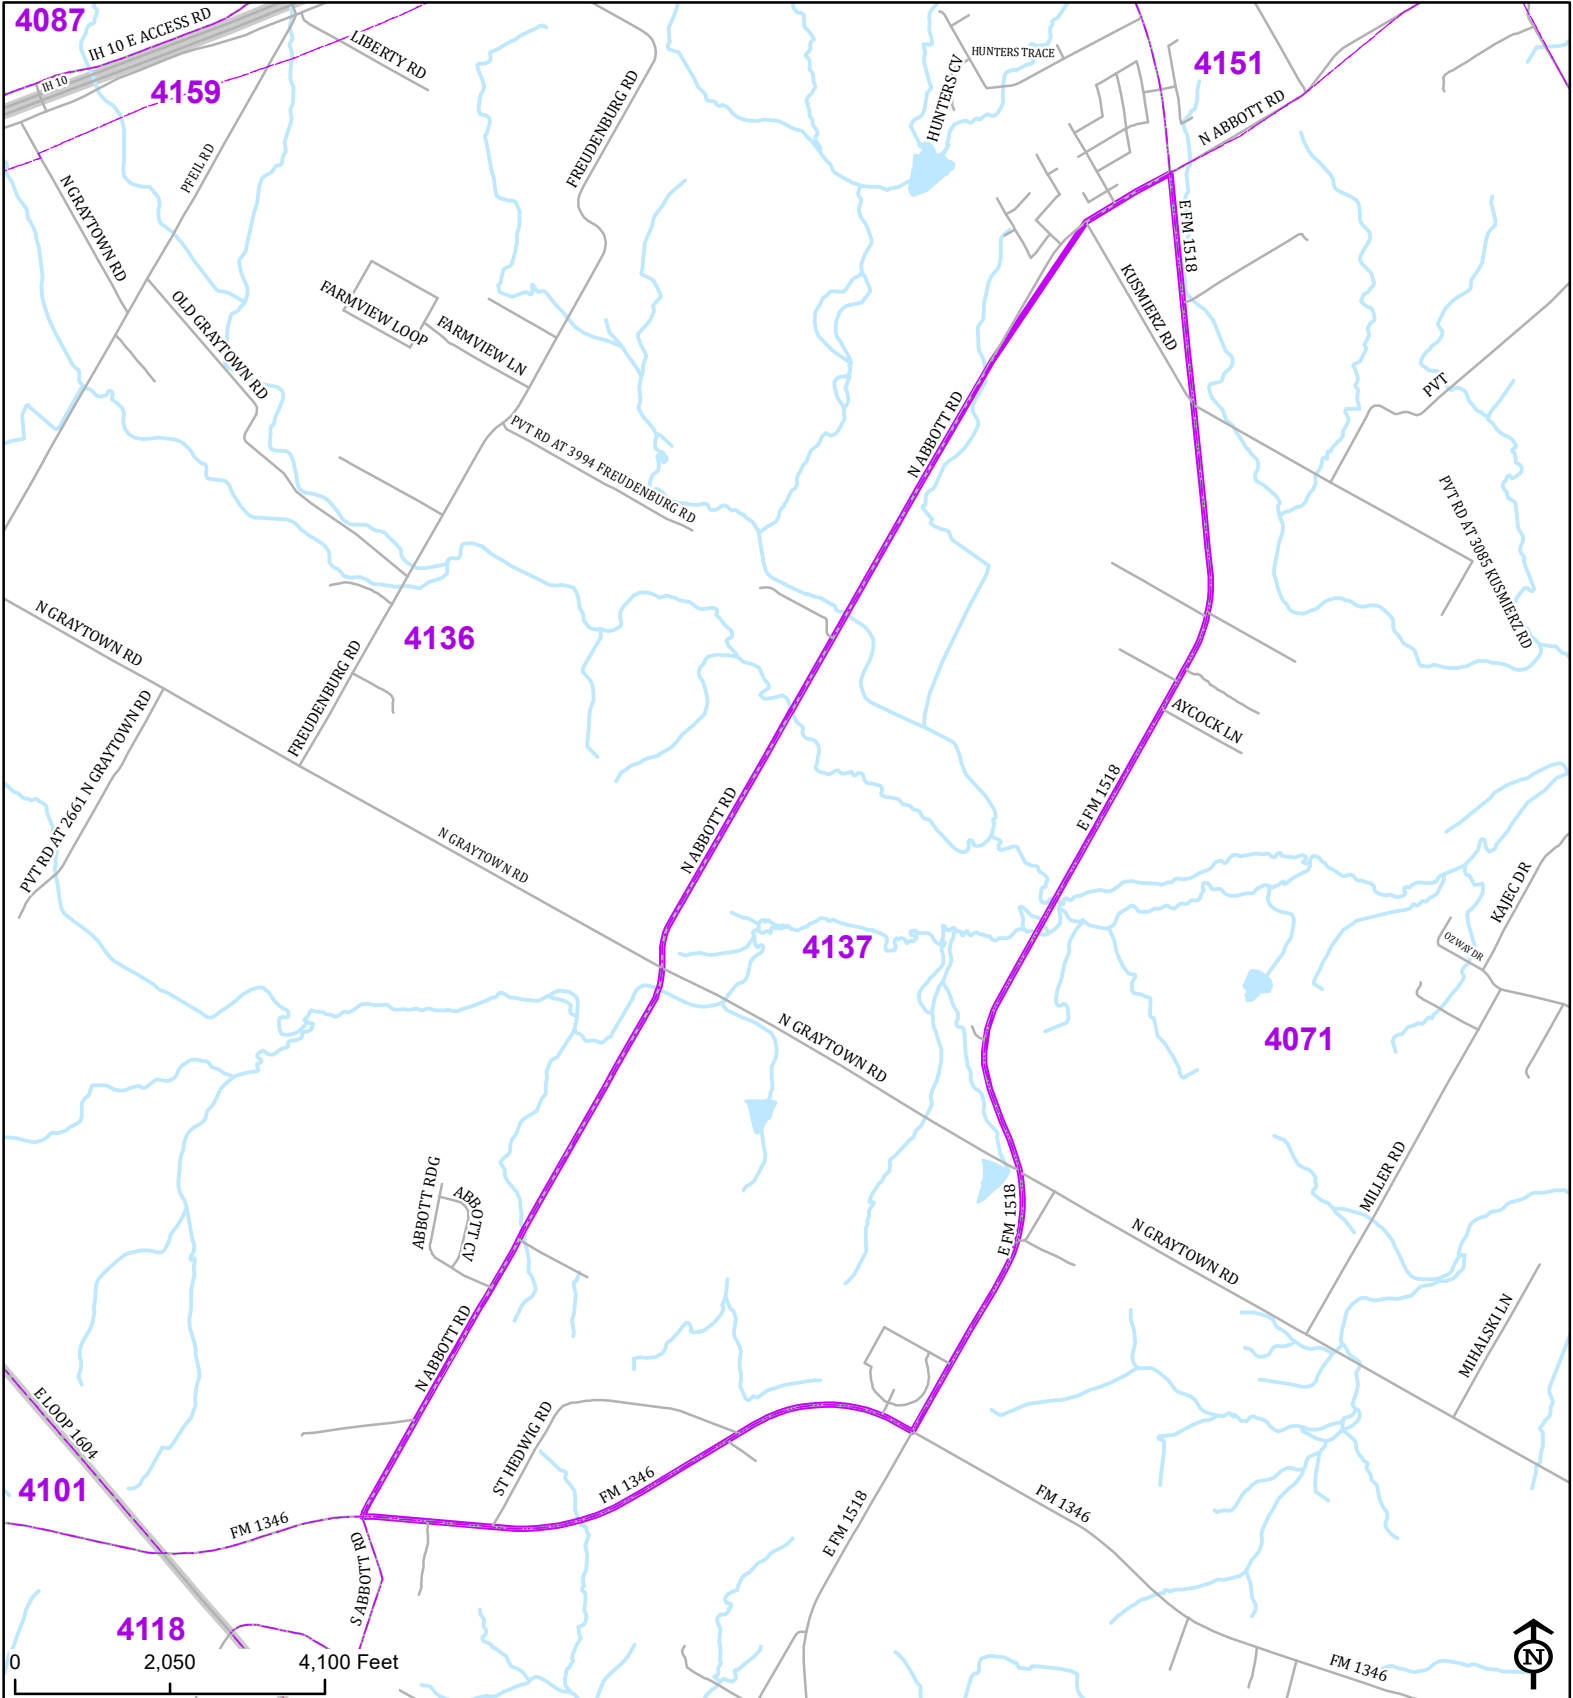 4087
IH 10 E ACCESS RD
IH 10
4159
LIBERTY RD
HUNTERS TRACE
4151
HUNTERS CV
N ABBOTT RD
FREUDENBURG RD
PFEIL RD
N GRAYTOWN RD
E FM 1518
OLD GRAYTOWN RD
FARMVIEW LOOP
FARMVIEW LN
KUSMIERZ RD
PVT
N ABBOTT RD
PVT RD AT 3994 FREUDENBURG RD
PVT RD AT 3085 KUSMIERZ RD
N GRAYTOWN RD
4136
FREUDENBURG RD
PVT RD AT 2661 N GRAYTOWN RD
AYCOCK LN
E FM 1518
N ABBOTT RD
N GRAYTOWN RD
KAJEC DR
OZWAY DR
4137
N GRAYTOWN RD
4071
MILLER RD
ABBOTT RDG
ABBOTT CV
E FM 1518
N GRAYTOWN RD
MIHALSKI LN
N ABBOTT RD
E LOOP 1604
ST HEDWIG RD
4101
FM 1346
FM 1346
FM 1346
E FM 1518
S ABBOTT RD
4118
FM 1346
0 2,050 4,100 Feet
N